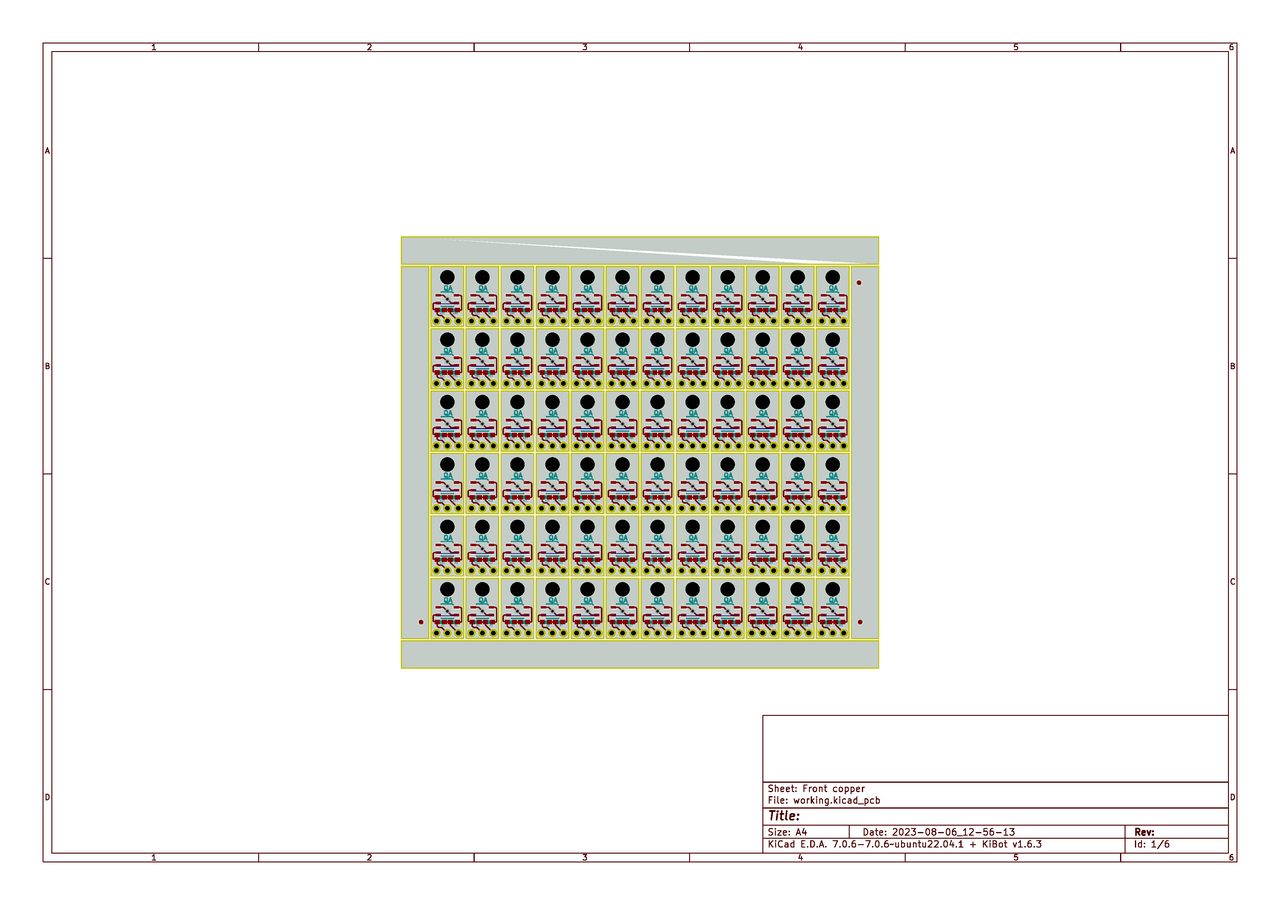 1 2 3 4 5 6
A A
QA QA QA QA QA QA QA QA QA QA QA QA
B B
QA QA QA QA QA QA QA QA QA QA QA QA
QA QA QA QA QA QA QA QA QA QA QA QA
QA QA QA QA QA QA QA QA QA QA QA QA
QA QA QA QA QA QA QA QA QA QA QA QA
C C
QA QA QA QA QA QA QA QA QA QA QA QA
Sheet: Front copper
File: working.kicad_pcb
D D
Title:
Size: A4 Date: 2023-08-06_12-56-13 Rev:
KiCad E.D.A. 7.0.6-7.0.6~ubuntu22.04.1 + KiBot v1.6.3 Id: 1/6
1 2 3 4 5 6